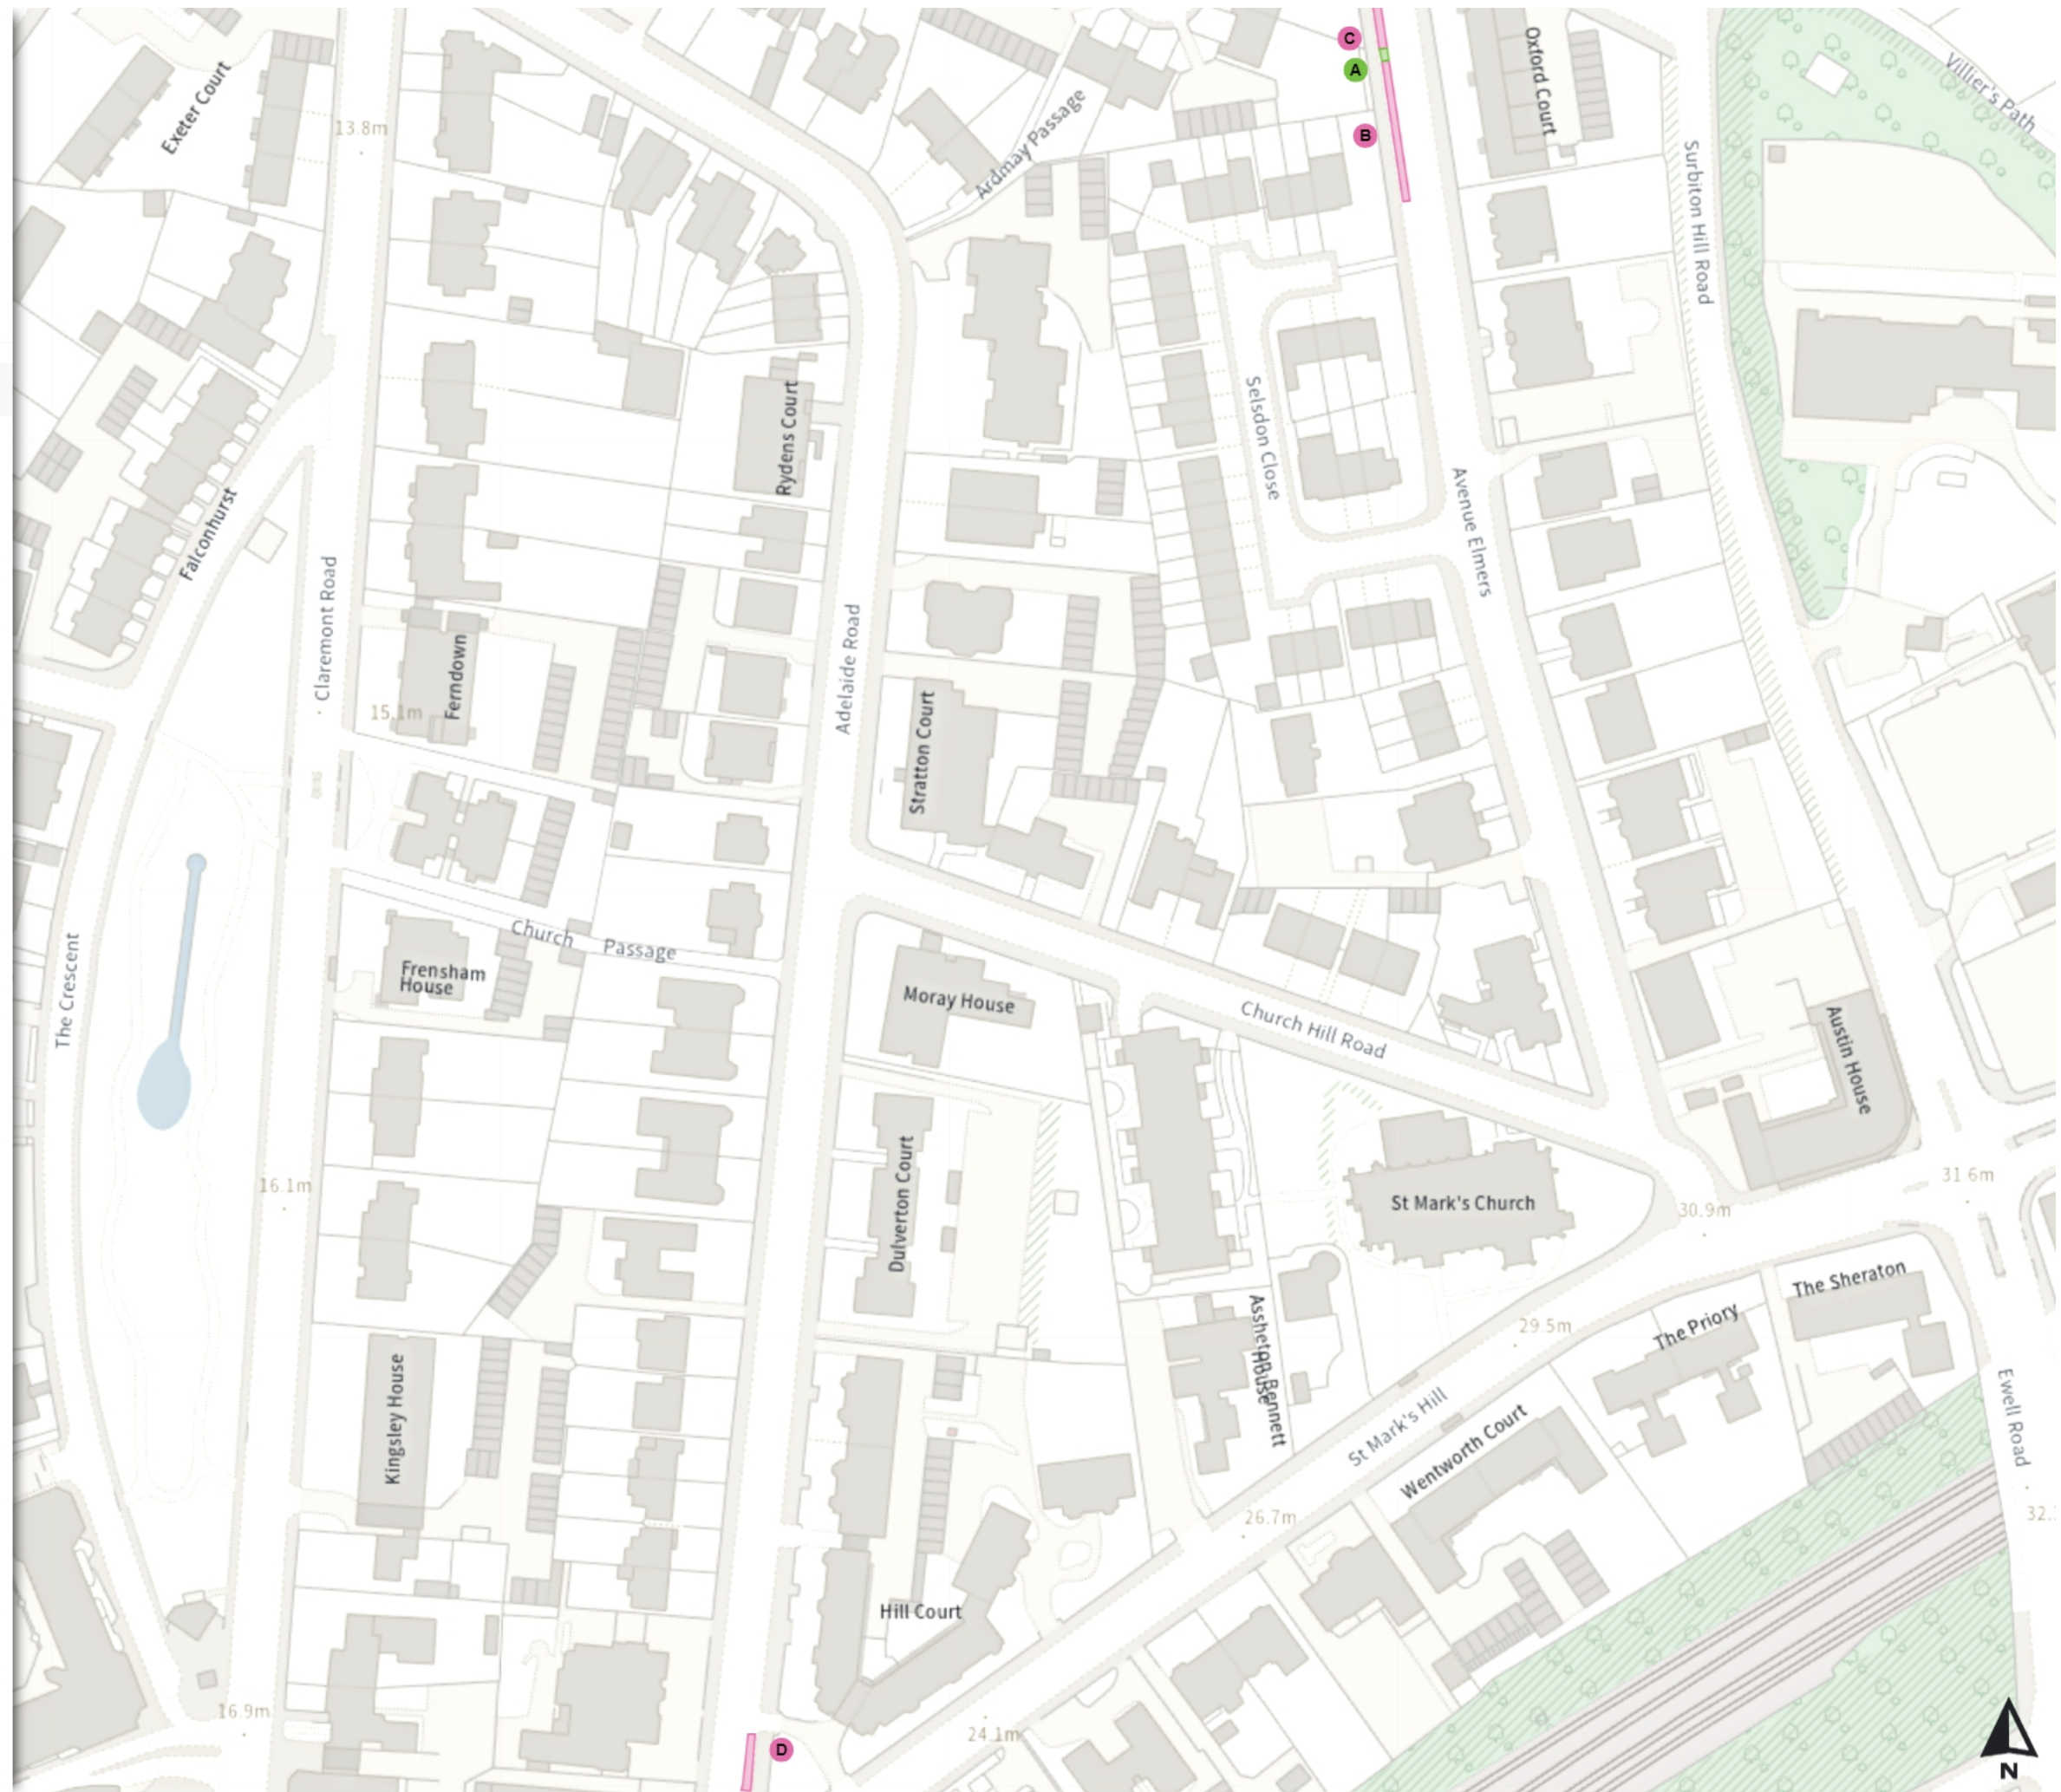 C
A
B
Oxford Court
Villier's Path
Exeter Court
13.8m
Ardmay Passage
Surbiton Hill Road
Rydens Court
Selsdon Close
Falconhurst
Avenue Elmers
Claremont Road
Adelaide Road
Ferndown
15.1m
Stratton Court
Church Passage
The Crescent
Frensham
House
Moray House
Church Hill Road
Austin House
Dulverton Court
16.1m
St Mark's Church
31.6m
30.9m
The Sheraton
29.5m
The Priory
Assheton-Bennett
House
Kingsley House
St Mark's Hill
Wentworth Court
Ewell Road
26.7m
Hill Court
16.9m
24.1m
D
N